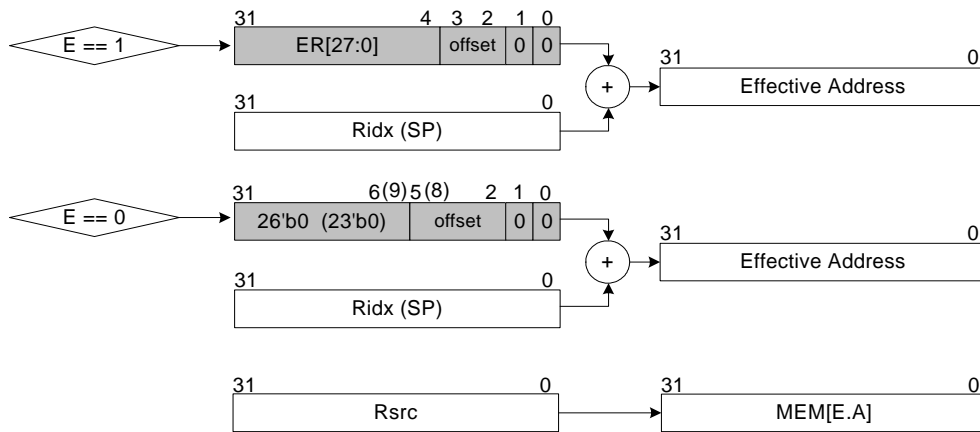 31 4 3 2 1 0
E == 1 ER[27:0] offset 0 0
31 0
+ Effective Address
31 0
Ridx (SP)
31 6(9) 5(8) 2 1 0
E == 0 26'b0 (23'b0) offset 0 0
31 0
+ Effective Address
31 0
Ridx (SP)
31 0 31 0
Rsrc MEM[E.A]